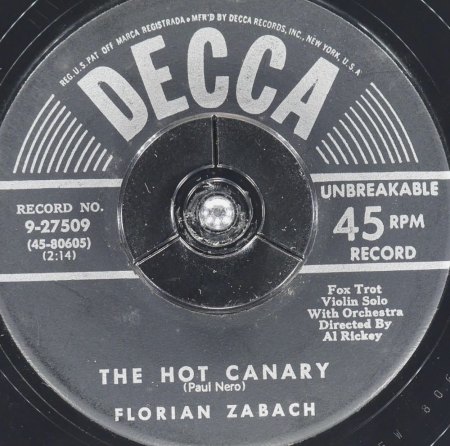 REG. U.S. PAT OFF MARCA REGISTRADA • MFR'D BY DECCA RECORDS, INC., NEW YORK, U.S.A
DECCA
RECORD NO.
9-27509
(45-80605)
(2:14)
UNBREAKABLE
45 RPM
RECORD
Fox Trot
Violin Solo
With Orchestra
Directed By
Al Rickey
THE HOT CANARY
(Paul Nero)
FLORIAN ZABACH